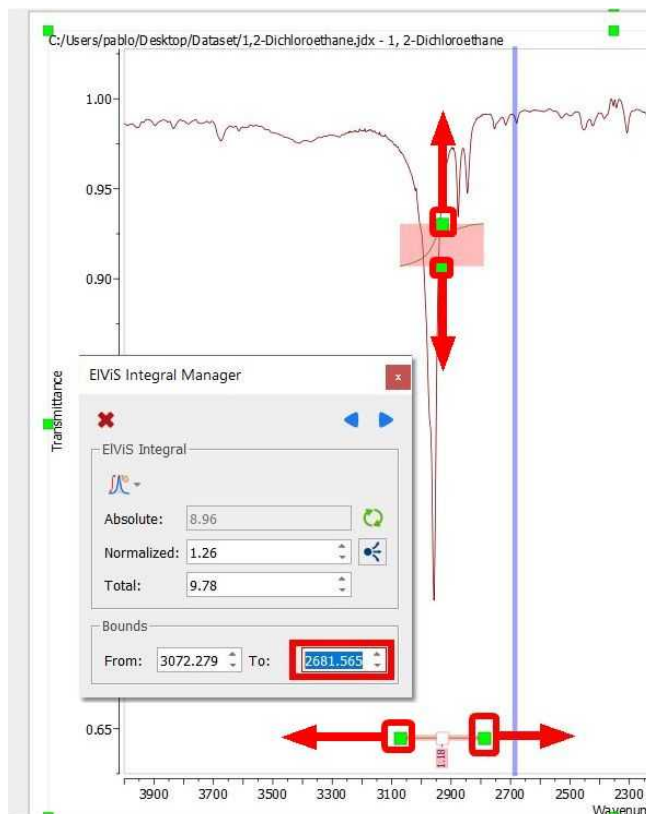 C:/Users/pablo/Desktop/Dataset/1,2-Dichloroethane.jdx - 1, 2-Dichloroethane
1.00
0.95
0.90
Transmittance
ElViS Integral Manager
x
ElViS Integral
Absolute: 8.96
Normalized: 1.26
Total: 9.78
Bounds
From: 3072.279 To: 2681.565
0.65
1.18
3900 3700 3500 3300 3100 2900 2700 2500 2300
Wavenum